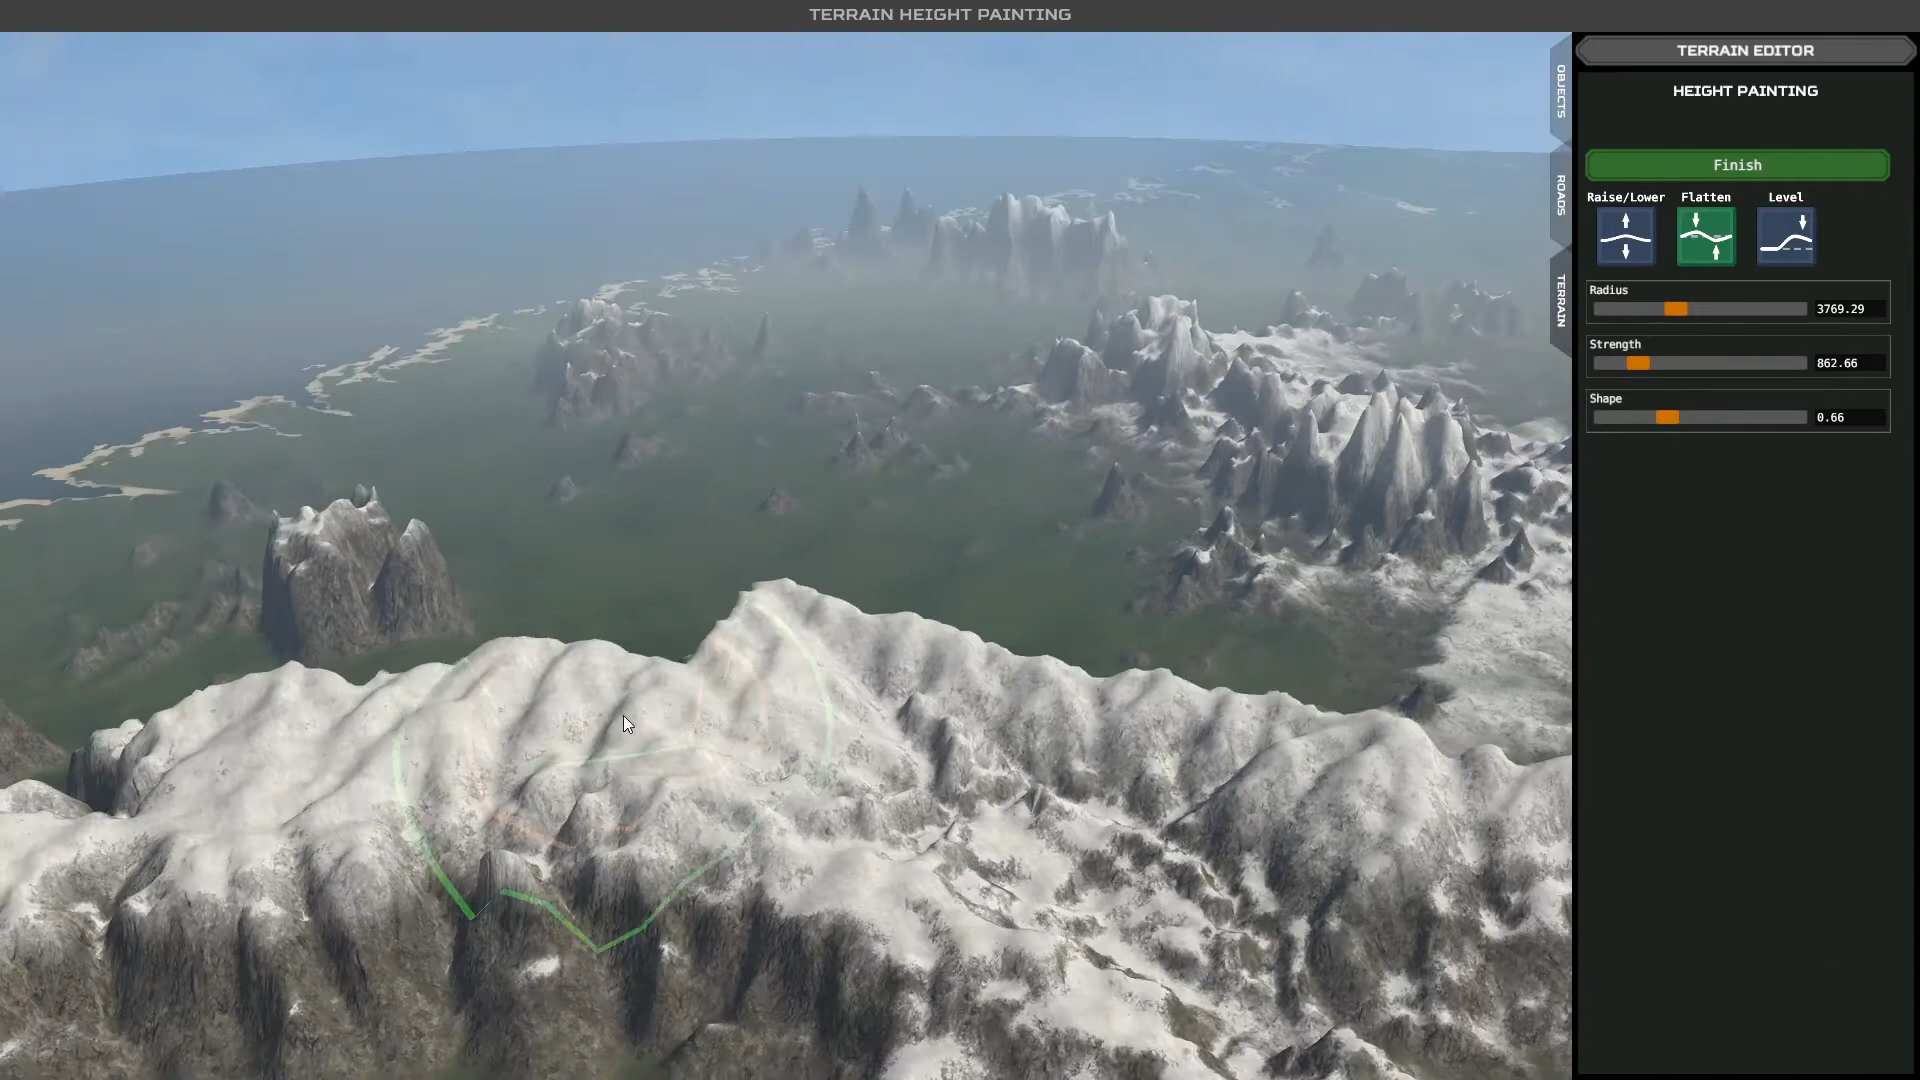 TERRAIN HEIGHT PAINTING
OBJECTS
ROADS
TERRAIN
TERRAIN EDITOR
HEIGHT PAINTING
Finish
Raise/Lower Flatten Level
Radius
3769.29
Strength
862.66
Shape
0.66